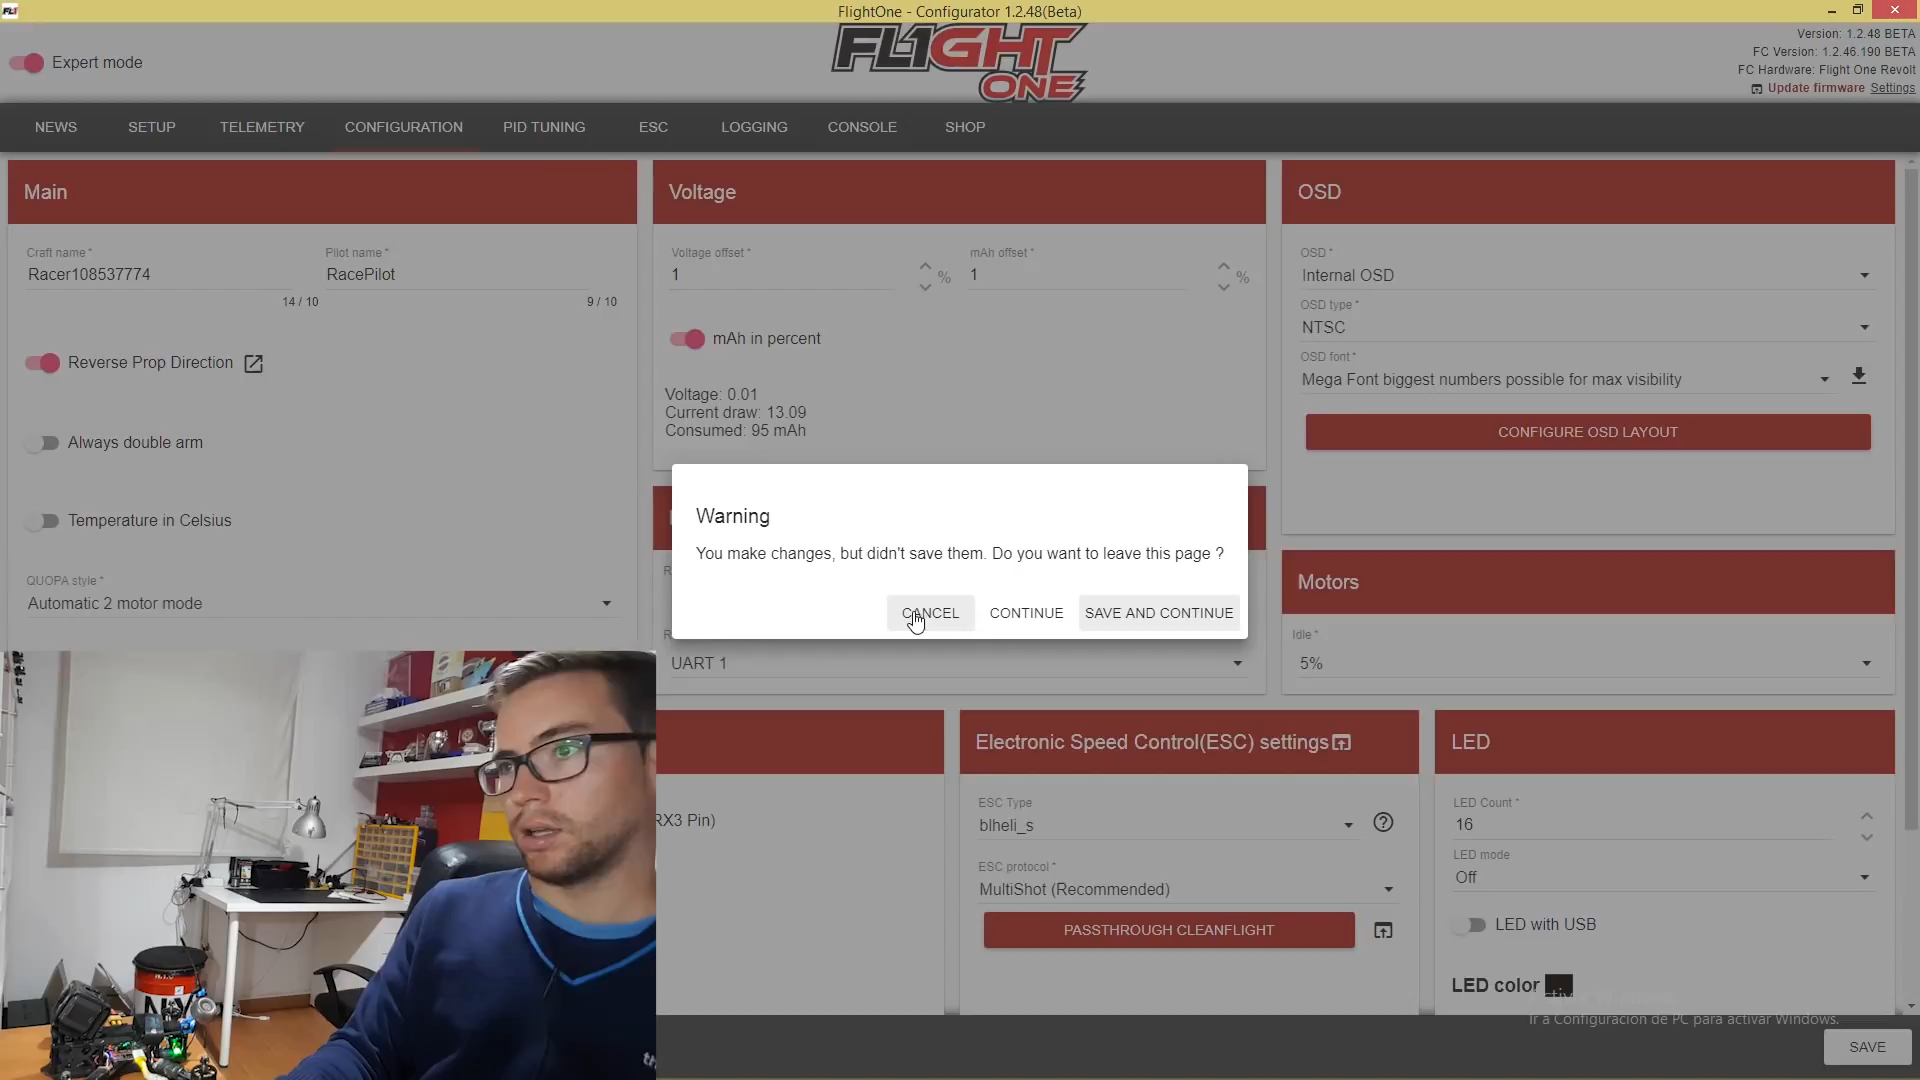 FlightOne - Configurator 1.2.48(Beta)
Expert mode
FL1GHT
ONE
Version: 1.2.48 BETA
FC Version: 1.2.46.190 BETA
FC Hardware: Flight One Revolt
Update firmware Settings
NEWS SETUP TELEMETRY CONFIGURATION PID TUNING ESC LOGGING CONSOLE SHOP
Main
Craft name *
Racer108537774
14 / 10
Pilot name *
RacePilot
9 / 10
Reverse Prop Direction
Always double arm
Temperature in Celsius
QUOPA style *
Automatic 2 motor mode
Voltage
Voltage offset *
1
%
mAh offset *
1
%
mAh in percent
Voltage: 0.01
Current draw: 13.09
Consumed: 95 mAh
OSD
OSD *
Internal OSD
OSD type *
NTSC
OSD font *
Mega Font biggest numbers possible for max visibility
CONFIGURE OSD LAYOUT
Warning
You make changes, but didn't save them. Do you want to leave this page ?
CANCEL CONTINUE SAVE AND CONTINUE
UART 1
Motors
Idle *
5%
RX3 Pin)
Electronic Speed Control(ESC) settings
ESC Type
blheli_s
ESC protocol *
MultiShot (Recommended)
PASSTHROUGH CLEANFLIGHT
LED
LED Count *
16
LED mode
Off
LED with USB
LED color
Ir a Configuración de PC para activar Windows.
SAVE